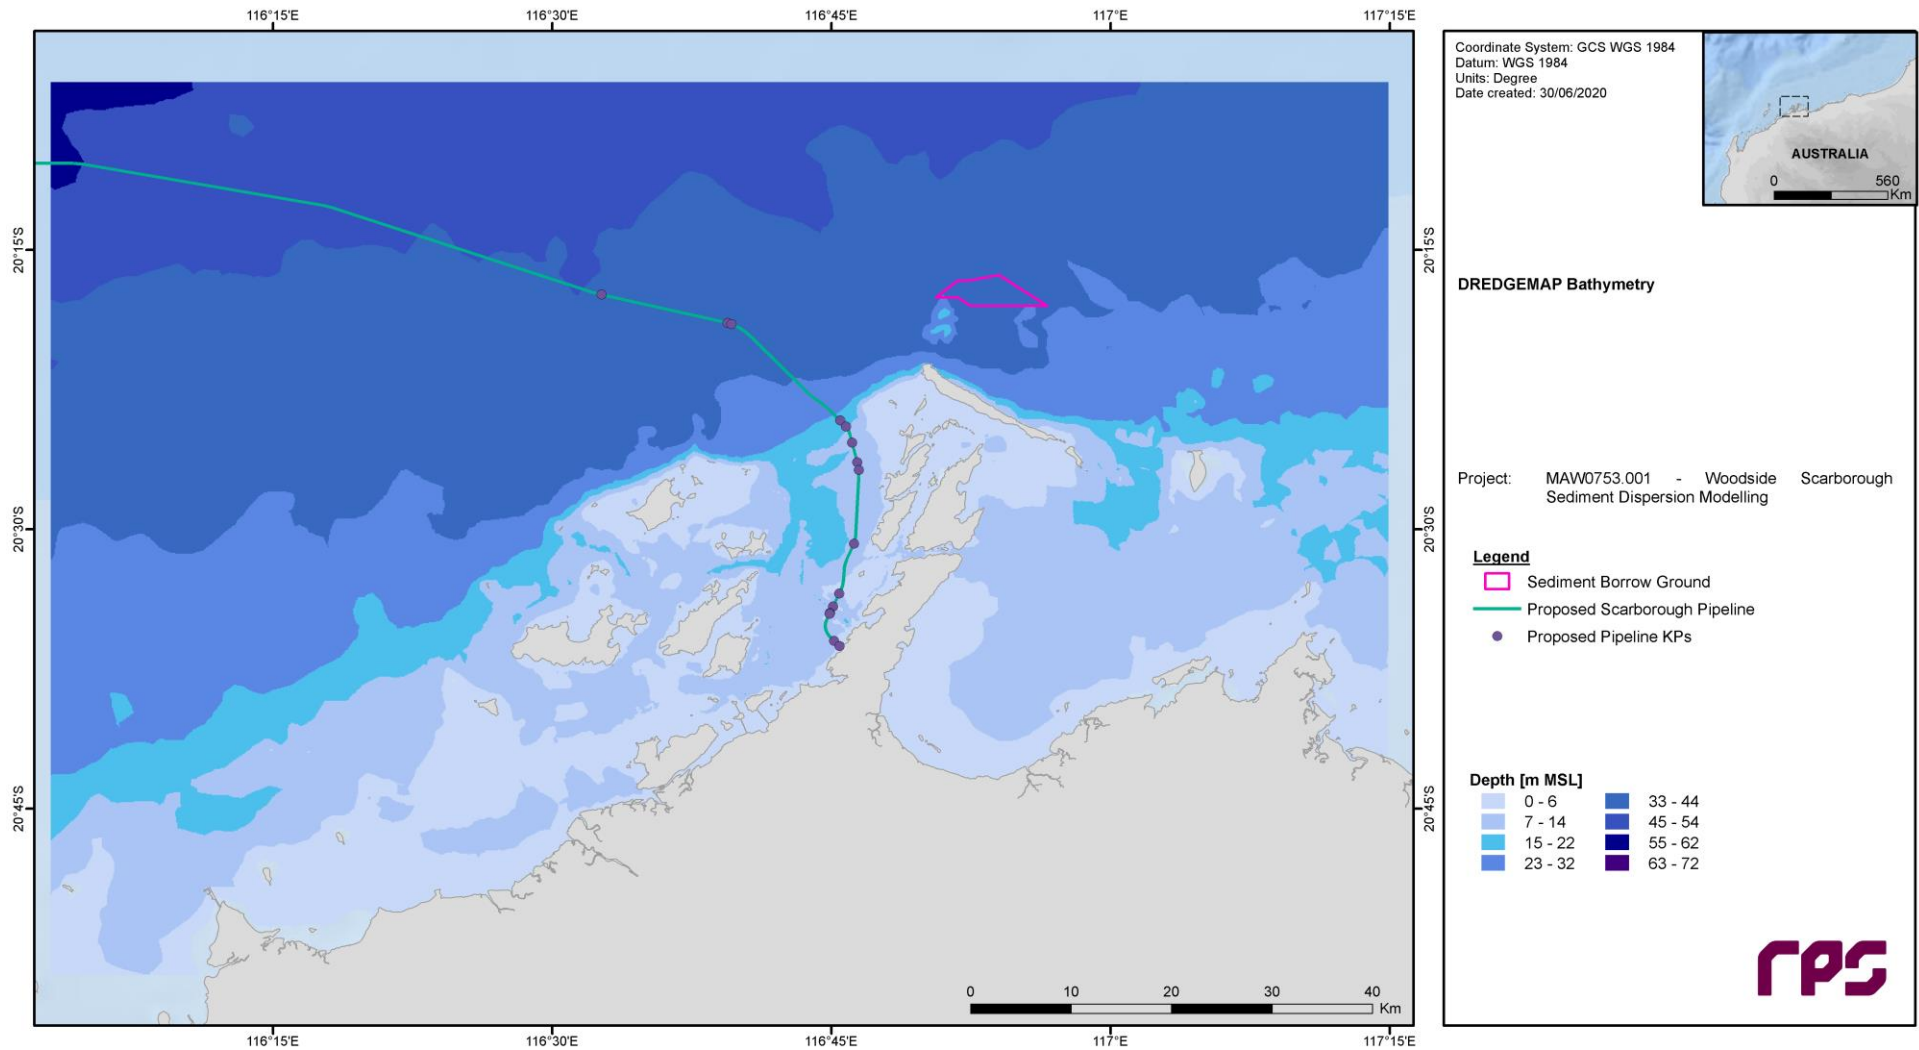 116°15'E 116°30'E 116°45'E 117°E 117°15'E
20°15'S
20°30'S
20°45'S
20°15'S
20°30'S
20°45'S
0 10 20 30 40
Km
116°15'E 116°30'E 116°45'E 117°E 117°15'E
Coordinate System: GCS WGS 1984
Datum: WGS 1984
Units: Degree
Date created: 30/06/2020
AUSTRALIA
0 560
Km
DREDGEMAP Bathymetry
Project: MAW0753.001 - Woodside Scarborough
Sediment Dispersion Modelling
Legend
Sediment Borrow Ground
Proposed Scarborough Pipeline
Proposed Pipeline KPs
Depth [m MSL]
0 - 6 33 - 44
7 - 14 45 - 54
15 - 22 55 - 62
23 - 32 63 - 72
rps